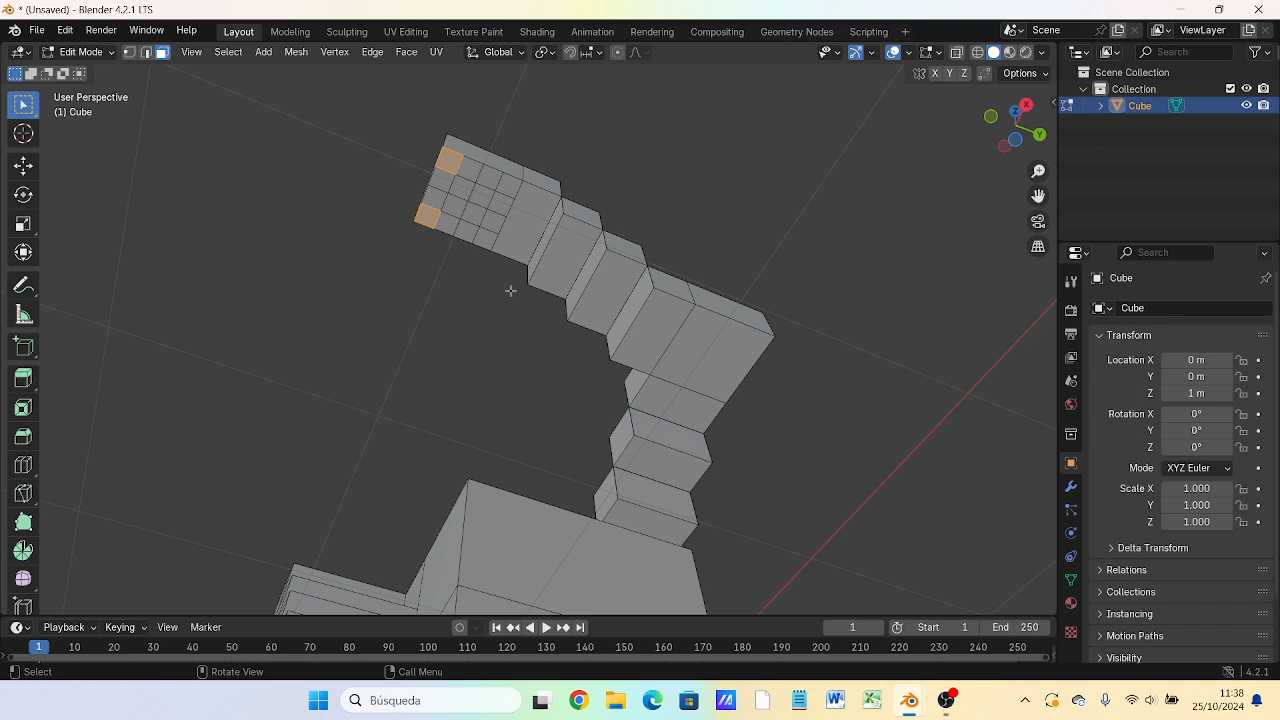 * (Unsaved) - Blender 4.2.1 LTS
File Edit Render Window Help Layout Modeling Sculpting UV Editing Texture Paint Shading Animation Rendering Compositing Geometry Nodes Scripting + Scene ViewLayer
Edit Mode View Select Add Mesh Vertex Edge Face UV Global Search
X Y Z Options
User Perspective
(1) Cube
Scene Collection
Collection
Cube
X
Y
Z
Search
Cube
Cube
Transform
Location X 0 m
Y 0 m
Z 1 m
Rotation X 0°
Y 0°
Z 0°
Mode XYZ Euler
Scale X 1.000
Y 1.000
Z 1.000
Delta Transform
Relations
Collections
Instancing
Motion Paths
Visibility
Playback Keying View Marker 1 Start 1 End 250
1 10 20 30 40 50 60 70 80 90 100 110 120 130 140 150 160 170 180 190 200 210 220 230 240 250
Select Rotate View Call Menu 4.2.1
Búsqueda
11:38
25/10/2024